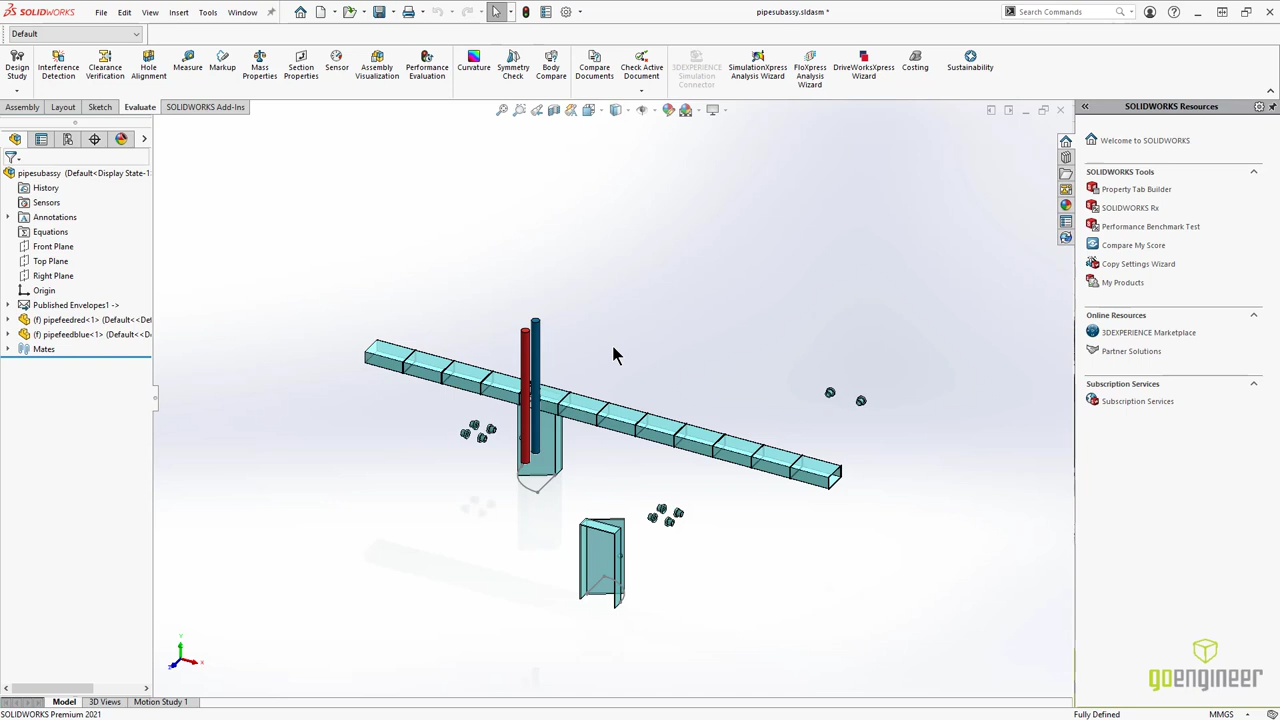 SOLIDWORKS File Edit View Insert Tools Window pipesubassy.sldasm * Search Commands
Default
Design Study
Interference Detection
Clearance Verification
Hole Alignment
Measure
Markup
Mass Properties
Section Properties
Sensor
Assembly Visualization
Performance Evaluation
Curvature
Symmetry Check
Body Compare
Compare Documents
Check Active Document
3DEXPERIENCE Simulation Connector
SimulationXpress Analysis Wizard
FloXpress Analysis Wizard
DriveWorksXpress Wizard
Costing
Sustainability
Assembly Layout Sketch Evaluate SOLIDWORKS Add-Ins
SOLIDWORKS Resources
pipesubassy (Default<Display State-1>
History
Sensors
Annotations
Equations
Front Plane
Top Plane
Right Plane
Origin
Published Envelopes1 ->
(f) pipefeedred<1> (Default<<Def
(f) pipefeedblue<1> (Default<<D
Mates
Welcome to SOLIDWORKS
SOLIDWORKS Tools
Property Tab Builder
SOLIDWORKS Rx
Performance Benchmark Test
Compare My Score
Copy Settings Wizard
My Products
Online Resources
3DEXPERIENCE Marketplace
Partner Solutions
Subscription Services
Subscription Services
goengineer
Model 3D Views Motion Study 1
SOLIDWORKS Premium 2021 Fully Defined MMGS